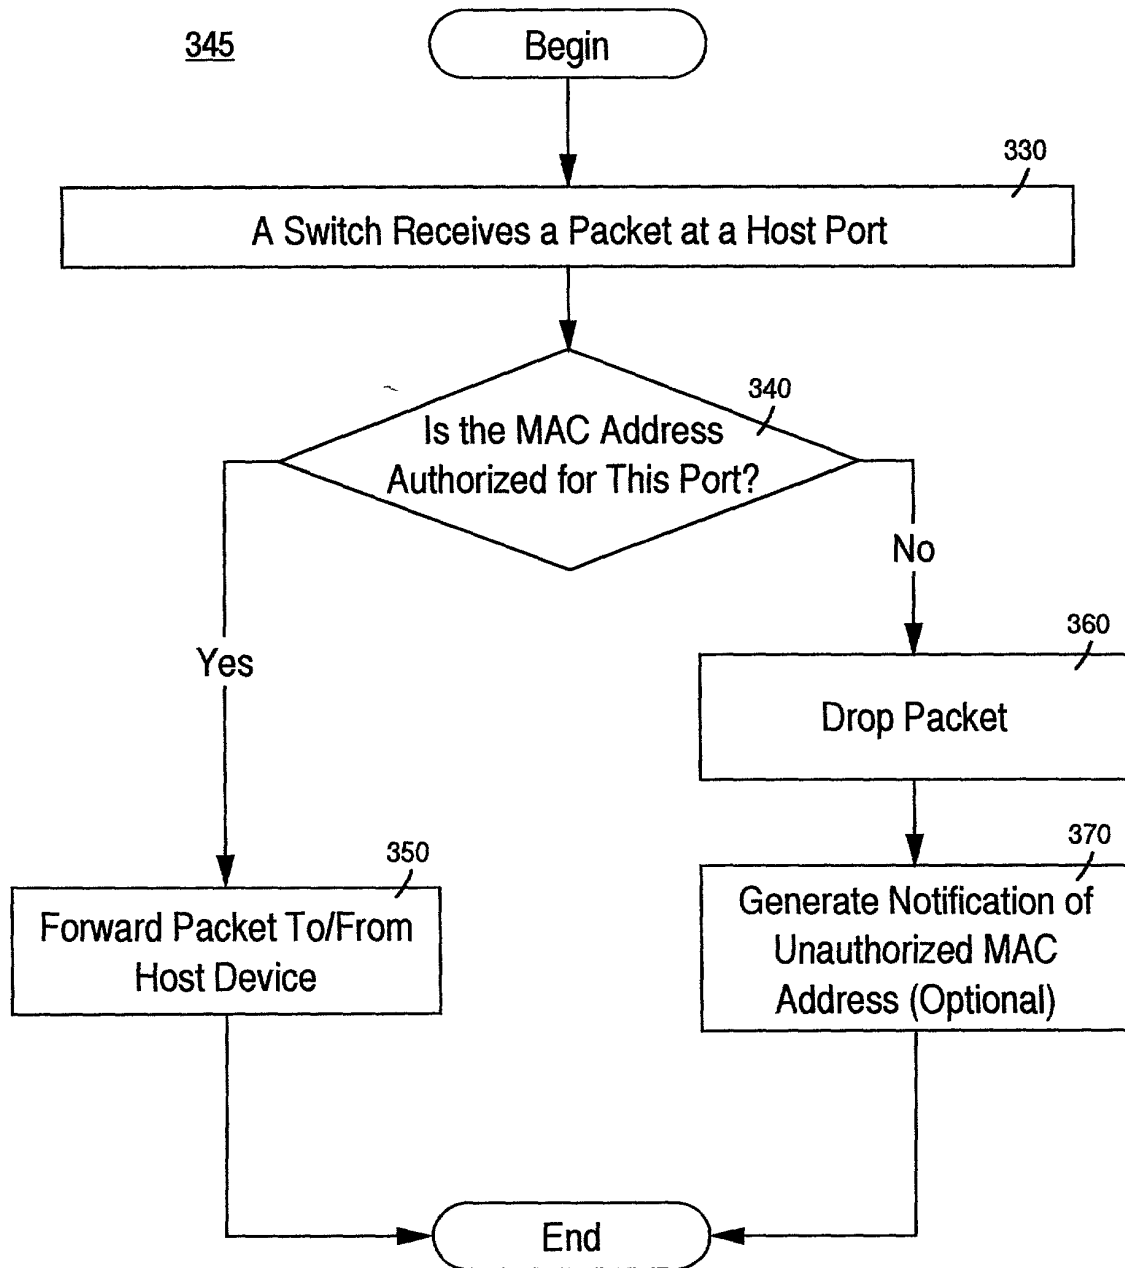 345
Begin
330
A Switch Receives a Packet at a Host Port
340
Is the MAC Address
Authorized for This Port?
No
Yes
360
Drop Packet
350
Forward Packet To/From
Host Device
370
Generate Notification of
Unauthorized MAC
Address (Optional)
End